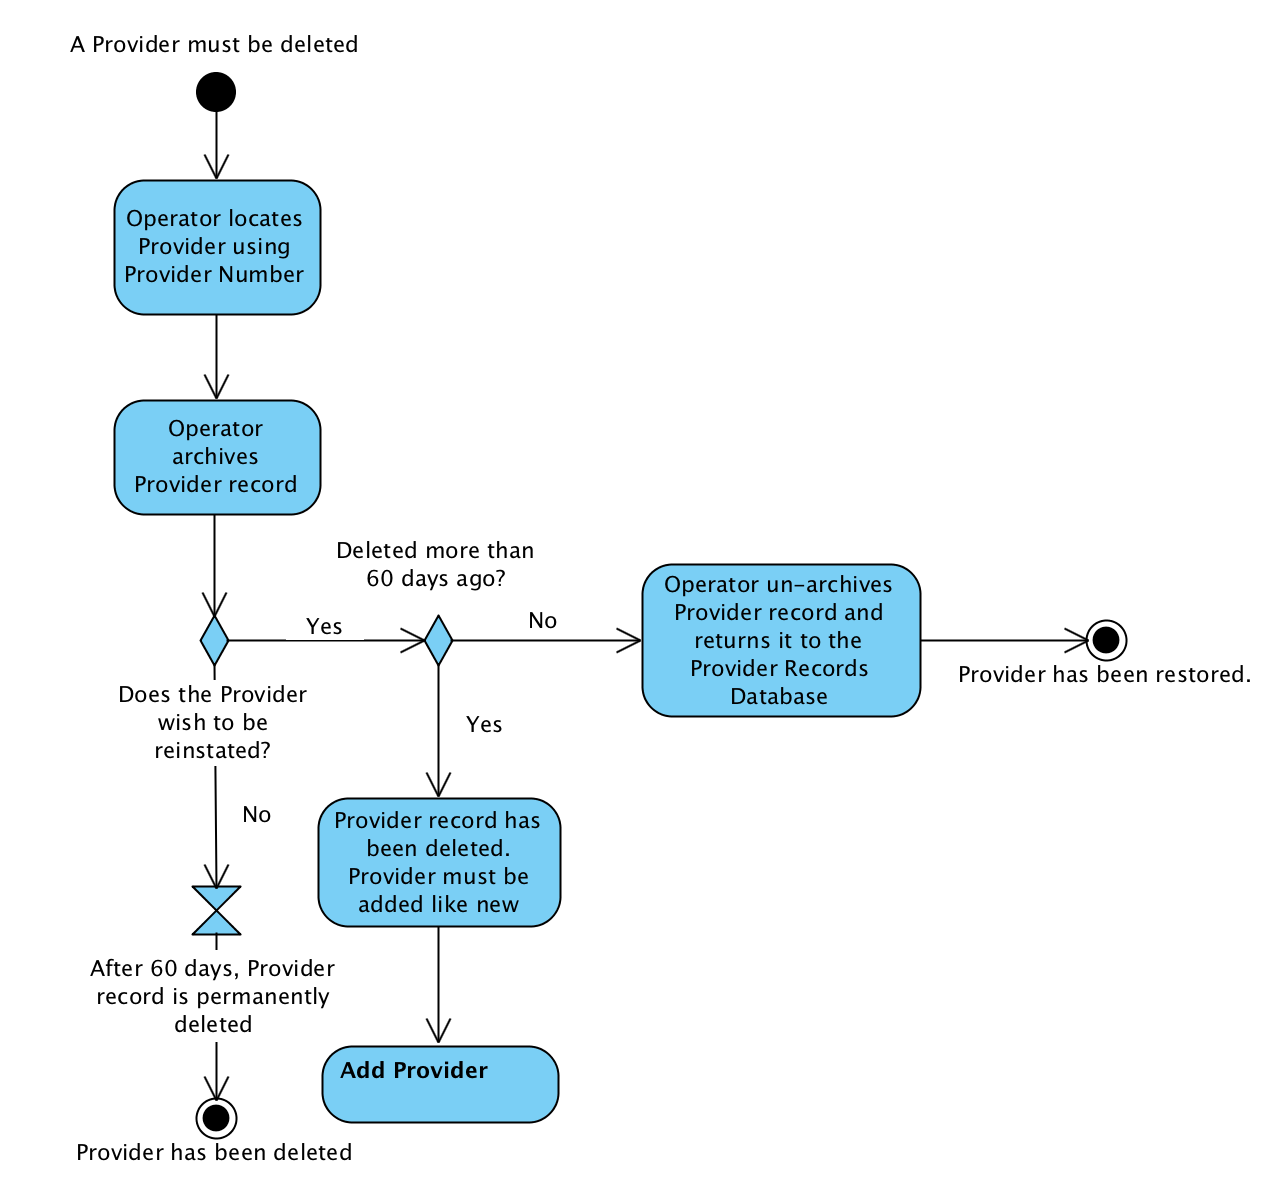 A Provider must be deleted
Operator locates
Provider using
Provider Number
Operator
archives
Provider record
Deleted more than
60 days ago?
Yes
No
Operator un-archives
Provider record and
returns it to the
Provider Records
Database
Provider has been restored.
Does the Provider
wish to be
reinstated?
Yes
No
Provider record has
been deleted.
Provider must be
added like new
After 60 days, Provider
record is permanently
deleted
Add Provider
Provider has been deleted